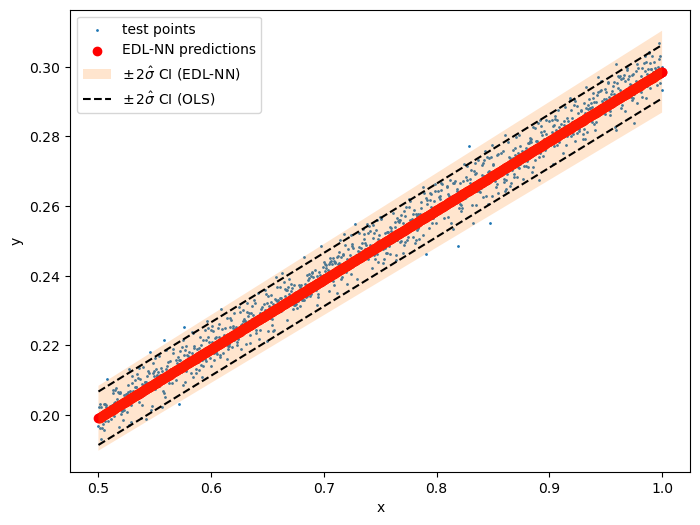 test points
EDL-NN predictions
±2σ̂ CI (EDL-NN)
±2σ̂ CI (OLS)
0.30
0.28
0.26
0.24
0.22
0.20
y
0.5 0.6 0.7 0.8 0.9 1.0
x